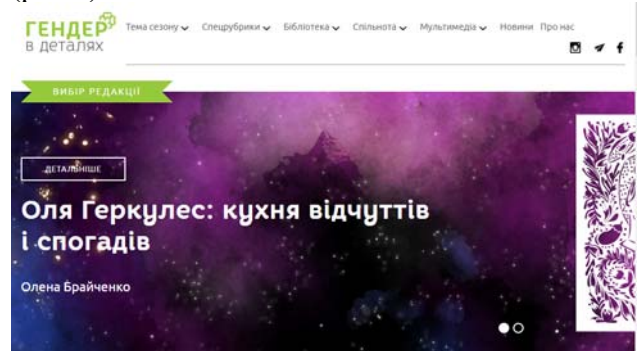 ГЕНДЕР
в деталях
Тема сезону Спецрубрики Бібліотека Спільнота Мультимедіа Новини Про нас
ВИБІР РЕДАКЦІЇ
ДЕТАЛЬНІШЕ
Оля Геркулес: кухня відчуттів
і спогадів
Олена Брайченко